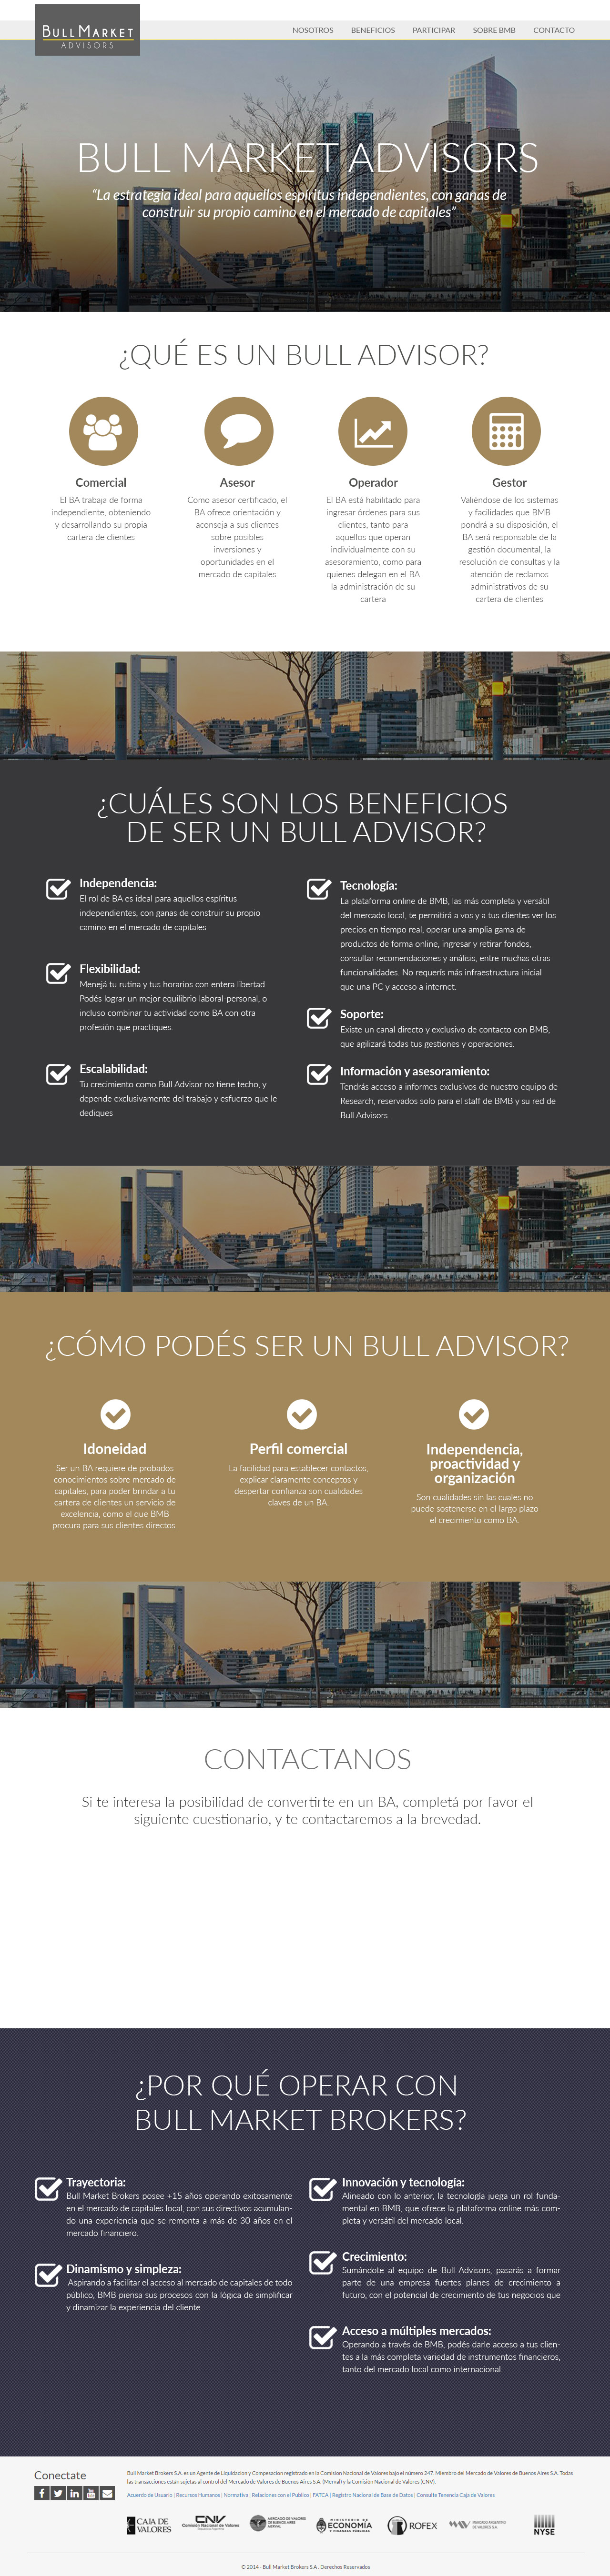 BULLMARKET
ADVISORS
NOSOTROS BENEFICIOS PARTICIPAR SOBRE BMB CONTACTO
BULL MARKET ADVISORS
“La estrategia ideal para aquellos espíritus independientes, con ganas de
construir su propio camino en el mercado de capitales”
¿QUÉ ES UN BULL ADVISOR?
Comercial
El BA trabaja de forma
independiente, obteniendo
y desarrollando su propia
cartera de clientes
Asesor
Como asesor certificado, el
BA ofrece orientación y
aconseja a sus clientes
sobre posibles
inversiones y
oportunidades en el
mercado de capitales
Operador
El BA está habilitado para
ingresar órdenes para sus
clientes, tanto para
aquellos que operan
individualmente con su
asesoramiento, como para
quienes delegan en el BA
la administración de su
cartera
Gestor
Valiéndose de los sistemas
y facilidades que BMB
pondrá a su disposición, el
BA será responsable de la
gestión documental, la
resolución de consultas y la
atención de reclamos
administrativos de su
cartera de clientes
¿CUÁLES SON LOS BENEFICIOS
DE SER UN BULL ADVISOR?
Independencia:
El rol de BA es ideal para aquellos espíritus
independientes, con ganas de construir su propio
camino en el mercado de capitales
Flexibilidad:
Menejá tu rutina y tus horarios con entera libertad.
Podés lograr un mejor equilibrio laboral-personal, o
incluso combinar tu actividad como BA con otra
profesión que practiques.
Escalabilidad:
Tu crecimiento como Bull Advisor no tiene techo, y
depende exclusivamente del trabajo y esfuerzo que le
dediques
Tecnología:
La plataforma online de BMB, las más completa y versátil
del mercado local, te permitirá a vos y a tus clientes ver los
precios en tiempo real, operar una amplia gama de
productos de forma online, ingresar y retirar fondos,
consultar recomendaciones y análisis, entre muchas otras
funcionalidades. No requerís más infraestructura inicial
que una PC y acceso a internet.
Soporte:
Existe un canal directo y exclusivo de contacto con BMB,
que agilizará todas tus gestiones y operaciones.
Información y asesoramiento:
Tendrás acceso a informes exclusivos de nuestro equipo de
Research, reservados solo para el staff de BMB y su red de
Bull Advisors.
¿CÓMO PODÉS SER UN BULL ADVISOR?
Idoneidad
Ser un BA requiere de probados
conocimientos sobre mercado de
capitales, para poder brindar a tu
cartera de clientes un servicio de
excelencia, como el que BMB
procura para sus clientes directos.
Perfil comercial
La facilidad para establecer contactos,
explicar claramente conceptos y
despertar confianza son cualidades
claves de un BA.
Independencia,
proactividad y
organización
Son cualidades sin las cuales no
puede sostenerse en el largo plazo
el crecimiento como BA.
CONTACTANOS
Si te interesa la posibilidad de convertirte en un BA, completá por favor el
siguiente cuestionario, y te contactaremos a la brevedad.
¿POR QUÉ OPERAR CON
BULL MARKET BROKERS?
Trayectoria:
Bull Market Brokers posee +15 años operando exitosamente
en el mercado de capitales local, con sus directivos acumulan-
do una experiencia que se remonta a más de 30 años en el
mercado financiero.
Dinamismo y simpleza:
Aspirando a facilitar el acceso al mercado de capitales de todo
público, BMB piensa sus procesos con la lógica de simplificar
y dinamizar la experiencia del cliente.
Innovación y tecnología:
Alineado con lo anterior, la tecnología juega un rol funda-
mental en BMB, que ofrece la plataforma online más com-
pleta y versátil del mercado local.
Crecimiento:
Sumándote al equipo de Bull Advisors, pasarás a formar
parte de una empresa fuertes planes de crecimiento a
futuro, con el potencial de crecimiento de tus negocios que
Acceso a múltiples mercados:
Operando a través de BMB, podés darle acceso a tus clien-
tes a la más completa variedad de instrumentos financieros,
tanto del mercado local como internacional.
Conectate
Bull Market Brokers S.A. es un Agente de Liquidacion y Compesacion registrado en la Comision Nacional de Valores bajo el número 247. Miembro del Mercado de Valores de Buenos Aires S.A. Todas
las transacciones están sujetas al control del Mercado de Valores de Buenos Aires S.A. (Merval) y la Comisión Nacional de Valores (CNV).
Acuerdo de Usuario | Recursos Humanos | Normativa | Relaciones con el Publico | FATCA | Registro Nacional de Base de Datos | Consulte Tenencia Caja de Valores
CAJA DE
VALORES
CNV
Comisión Nacional de Valores
República Argentina
MERCADO DE VALORES
DE BUENOS AIRES
MERVAL
MINISTERIO DE
ECONOMÍA
Y FINANZAS PÚBLICAS
ROFEX
MERCADO ARGENTINO
DE VALORES S.A.
NYSE
© 2014 - Bull Market Brokers S.A . Derechos Reservados